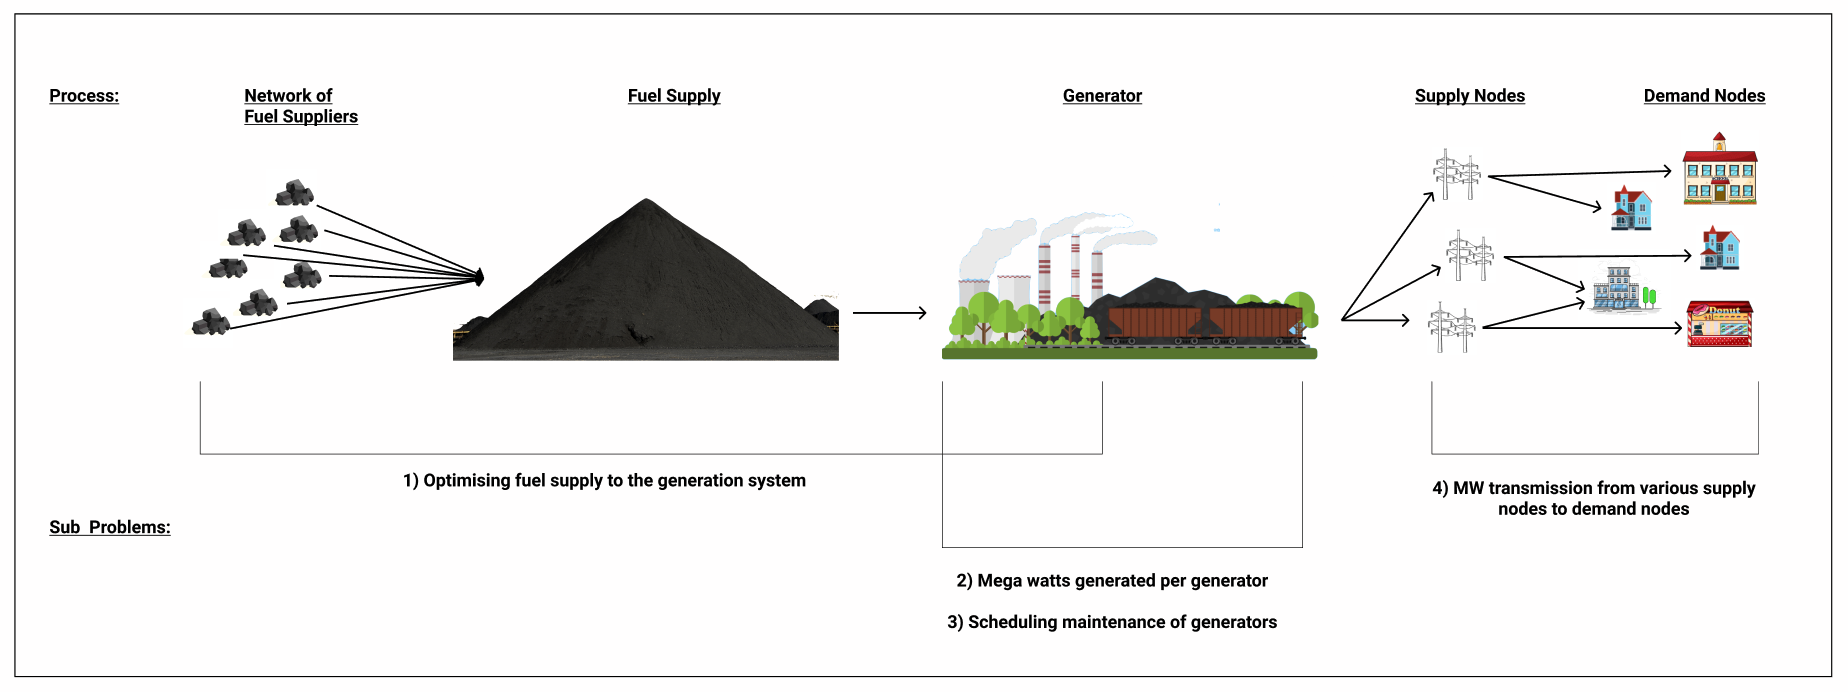 Process:
Network of
Fuel Suppliers
Fuel Supply
Generator
Supply Nodes
Demand Nodes
SCHOOL
Donut
1) Optimising fuel supply to the generation system
4) MW transmission from various supply
nodes to demand nodes
Sub Problems:
2) Mega watts generated per generator
3) Scheduling maintenance of generators